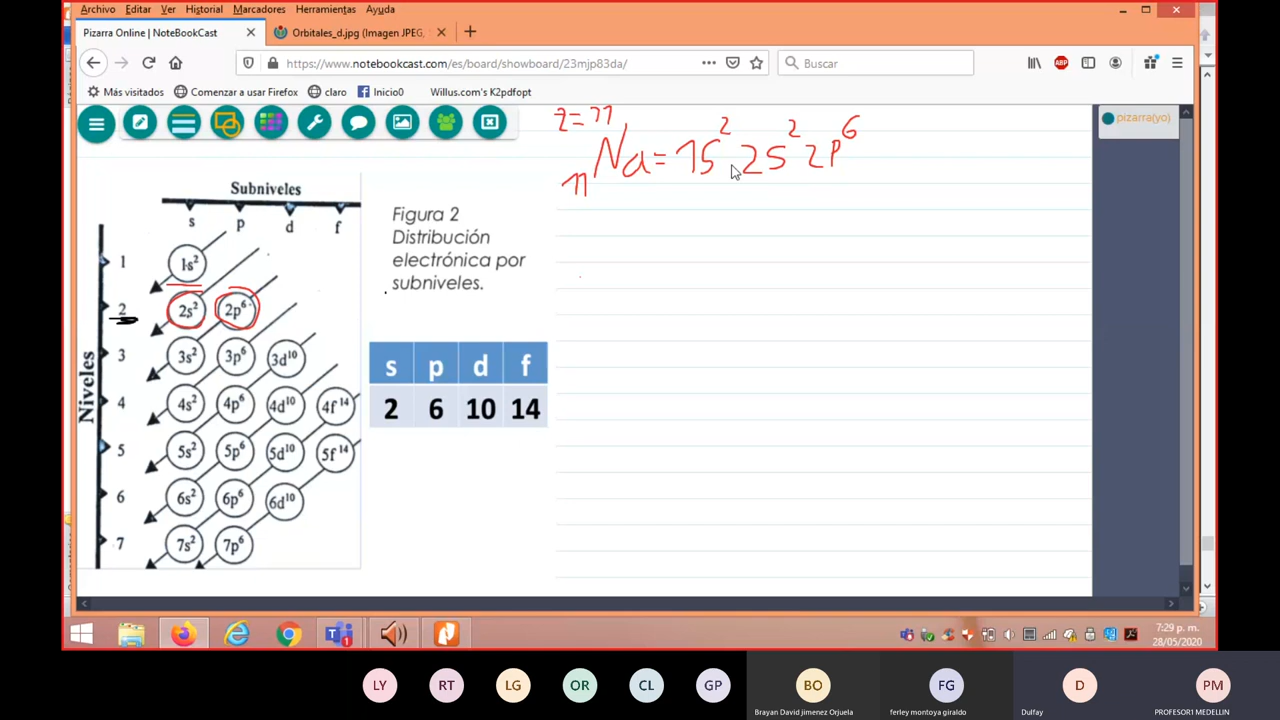 Archivo Editar Ver Historial Marcadores Herramientas Ayuda
Pizarra Online | NoteBookCast
Orbitales_d.jpg (Imagen JPEG,
https://www.notebookcast.com/es/board/showboard/23mjp83da/
Buscar
ABP
Más visitados Comenzar a usar Firefox claro Inicio0 Willus.com's K2pdfopt
pizarra(yo)
z=11
11Na=1s² 2s² 2p⁶
Subniveles
s p d f
Niveles
1 1s²
2 2s² 2p⁶
3 3s² 3p⁶ 3d¹⁰
4 4s² 4p⁶ 4d¹⁰ 4f¹⁴
5 5s² 5p⁶ 5d¹⁰ 5f¹⁴
6 6s² 6p⁶ 6d¹⁰
7 7s² 7p⁶
Figura 2
Distribución
electrónica por
subniveles.
s p d f
2 6 10 14
7:29 p. m.
28/05/2020
LY RT LG OR CL GP BO FG D PM
Brayan David jimenez Orjuela
ferley montoya giraldo
Dulfay
PROFESOR1 MEDELLIN